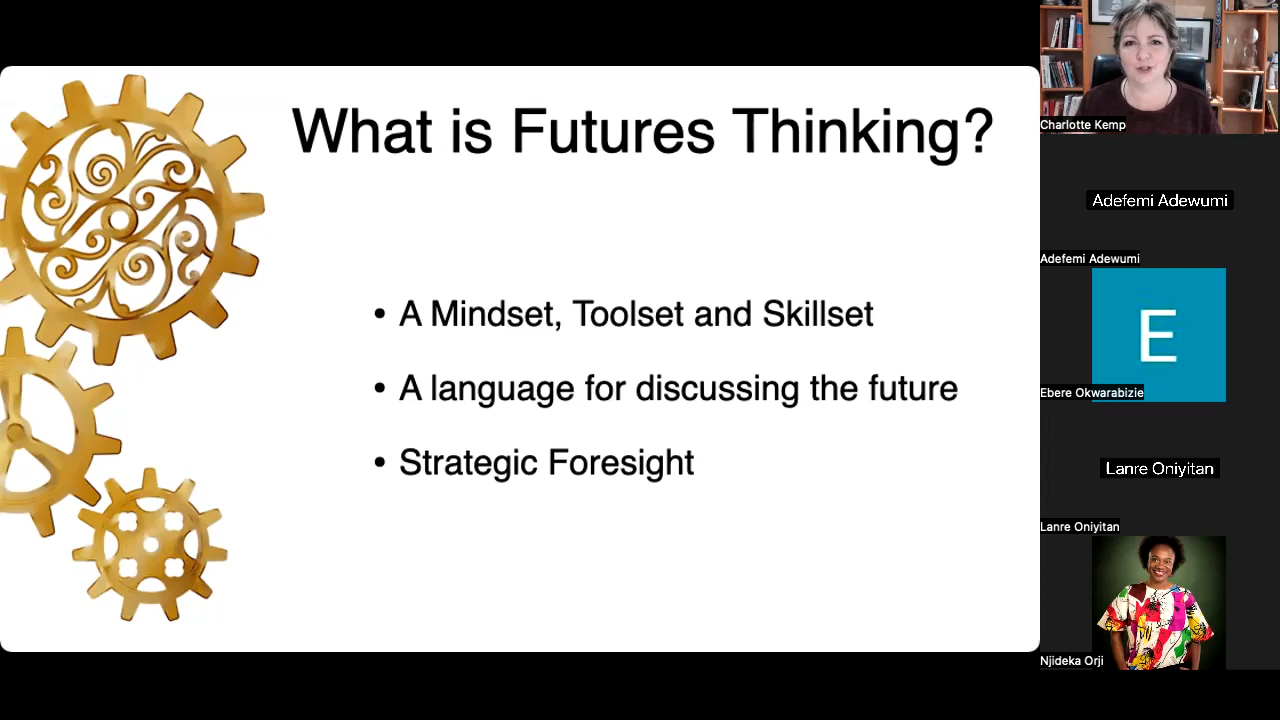 What is Futures Thinking?
• A Mindset, Toolset and Skillset
• A language for discussing the future
• Strategic Foresight
Charlotte Kemp
Adefemi Adewumi
Adefemi Adewumi
E
Ebere Okwarabizie
Lanre Oniyitan
Lanre Oniyitan
Njideka Orji